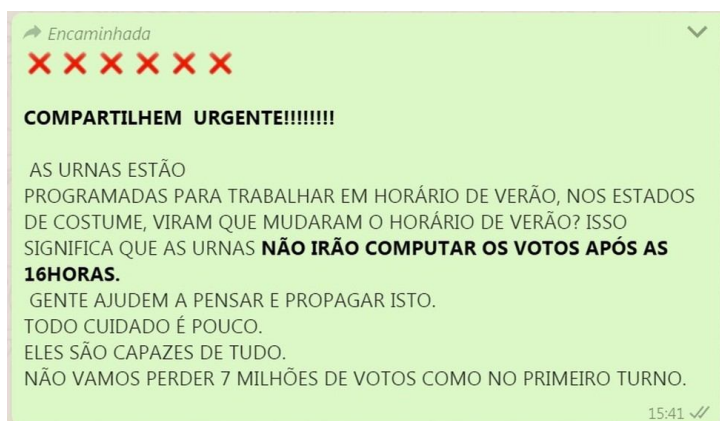 Encaminhada
❌❌❌❌❌❌
COMPARTILHEM URGENTE!!!!!!!!
AS URNAS ESTÃO
PROGRAMADAS PARA TRABALHAR EM HORÁRIO DE VERÃO, NOS ESTADOS
DE COSTUME, VIRAM QUE MUDARAM O HORÁRIO DE VERÃO? ISSO
SIGNIFICA QUE AS URNAS NÃO IRÃO COMPUTAR OS VOTOS APÓS AS
16HORAS.
GENTE AJUDEM A PENSAR E PROPAGAR ISTO.
TODO CUIDADO É POUCO.
ELES SÃO CAPAZES DE TUDO.
NÃO VAMOS PERDER 7 MILHÕES DE VOTOS COMO NO PRIMEIRO TURNO.
15:41